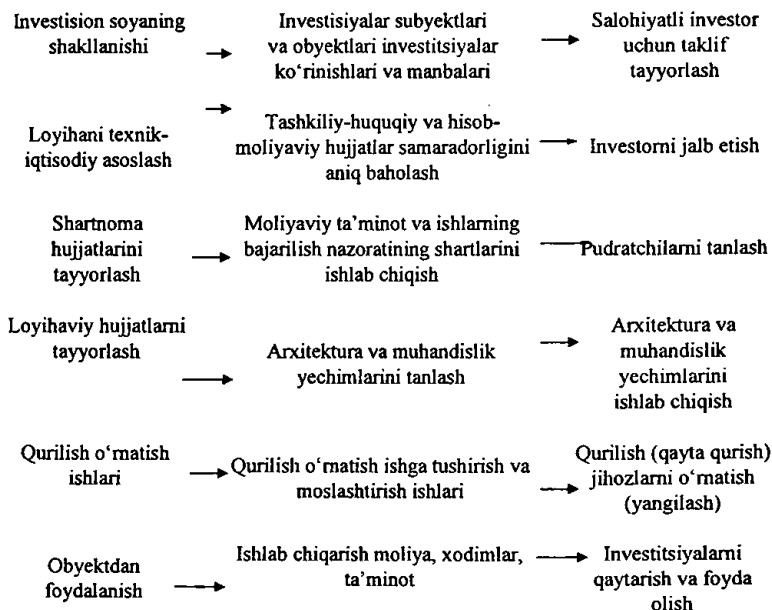 Investision soyaning
shakllanishi
Investisiyalar subyektlari
va obyektlari investitsiyalar
ko‘rinishlari va manbalari
Salohiyatli investor
uchun taklif
tayyorlash
Loyihani texnik-
iqtisodiy asoslash
Tashkiliy-huquqiy va hisob-
moliyaviy hujjatlar samaradorligini
aniq baholash
Investorni jalb etish
Shartnoma
hujjatlarini
tayyorlash
Moliyaviy ta’minot va ishlarning
bajarilish nazoratining shartlarini
ishlab chiqish
Pudratchilarni tanlash
Loyihaviy hujjatlarni
tayyorlash
Arxitektura va muhandislik
yechimlarini tanlash
Arxitektura va
muhandislik
yechimlarini
ishlab chiqish
Qurilish o‘rnatish
ishlari
Qurilish o‘rnatish ishga tushirish va
moslashtirish ishlari
Qurilish (qayta qurish)
jihozlarni o‘rnatish
(yangilash)
Obyektdan
foydalanish
Ishlab chiqarish moliya, xodimlar,
ta’minot
Investitsiyalarni
qaytarish va foyda
olish